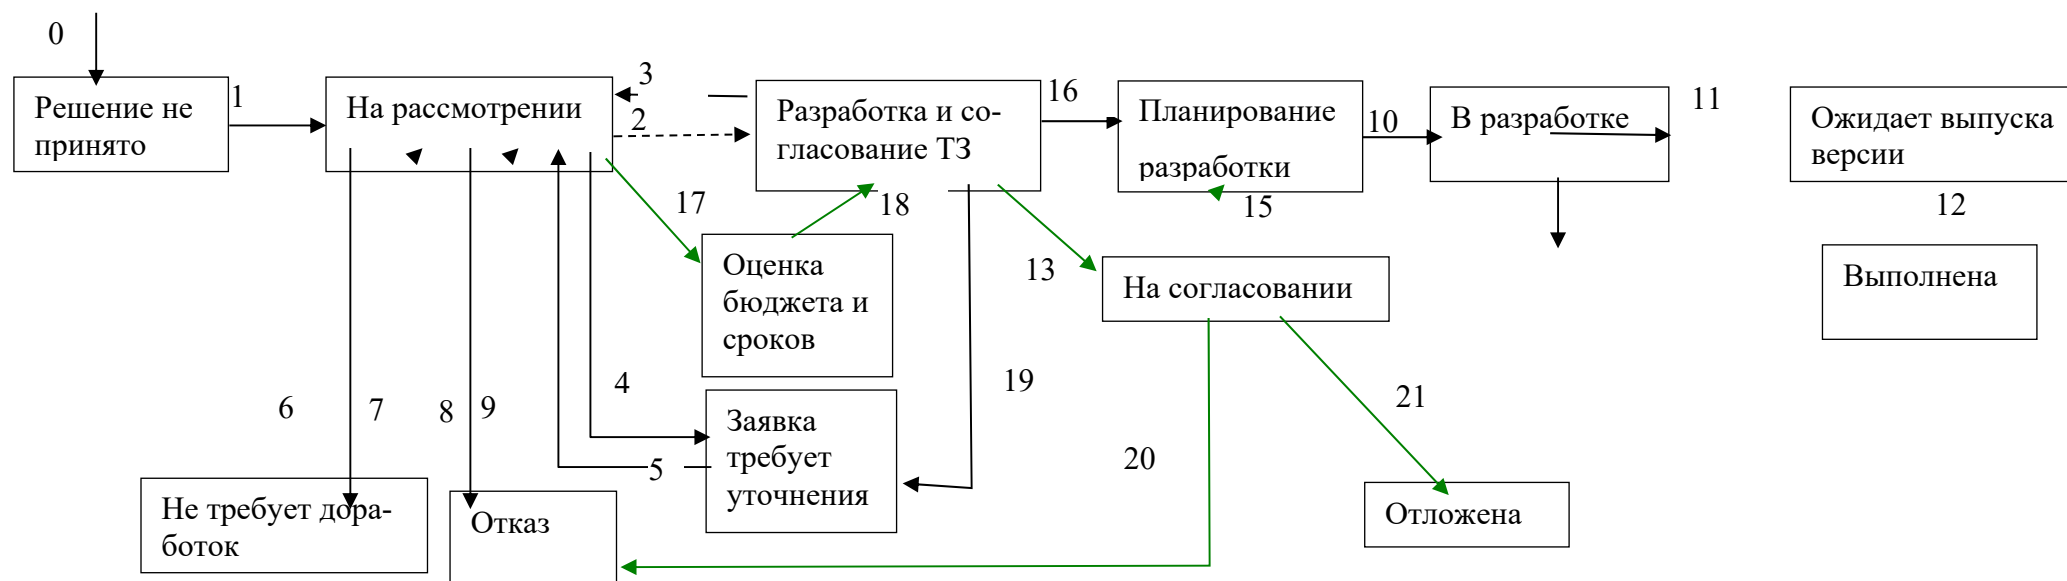 0
Решение не
принято
1
На рассмотрении
3
2
Разработка и со-
гласование ТЗ
16
Планирование
разработки
10
В разработке
11
Ожидает выпуска
версии
12
Выполнена
17
18
15
Оценка
бюджета и
сроков
13
На согласовании
6
7
8
9
4
5
Заявка
требует
уточнения
19
20
21
Не требует дора-
боток
Отказ
Отложена